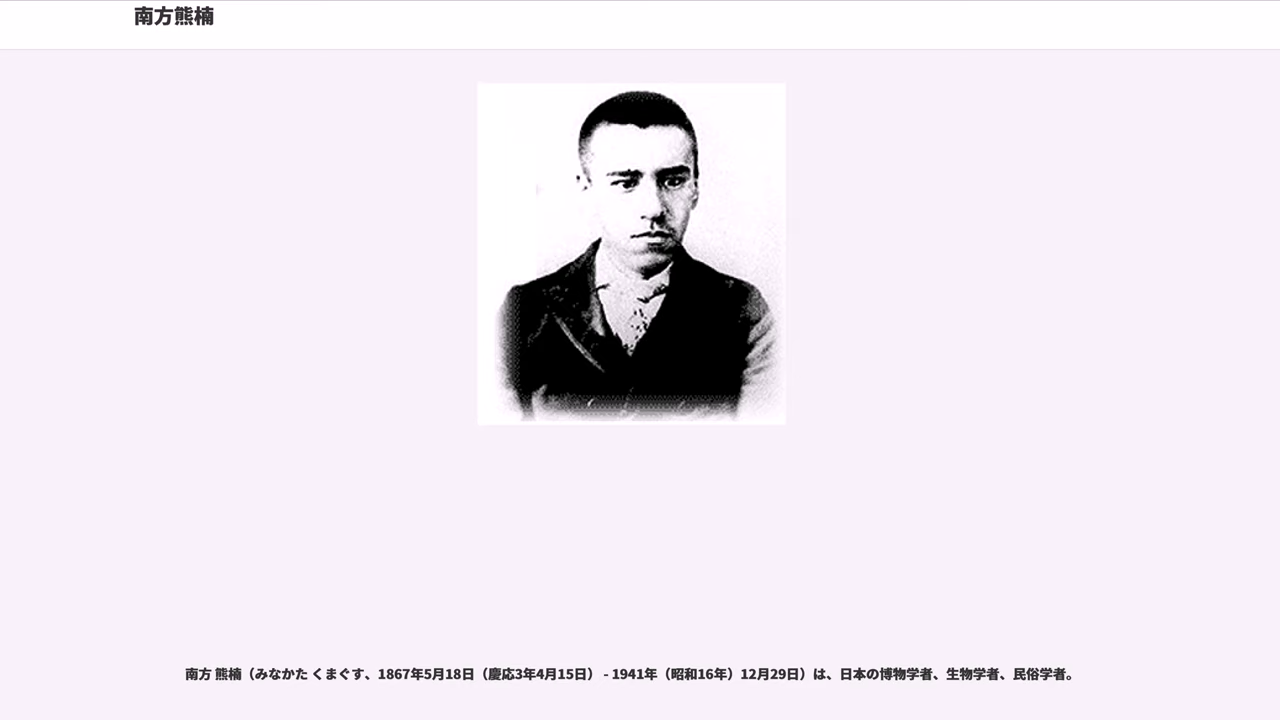 南方熊楠
南方 熊楠（みなかた くまぐす、1867年5月18日（慶応3年4月15日） - 1941年（昭和16年）12月29日）は、日本の博物学者、生物学者、民俗学者。